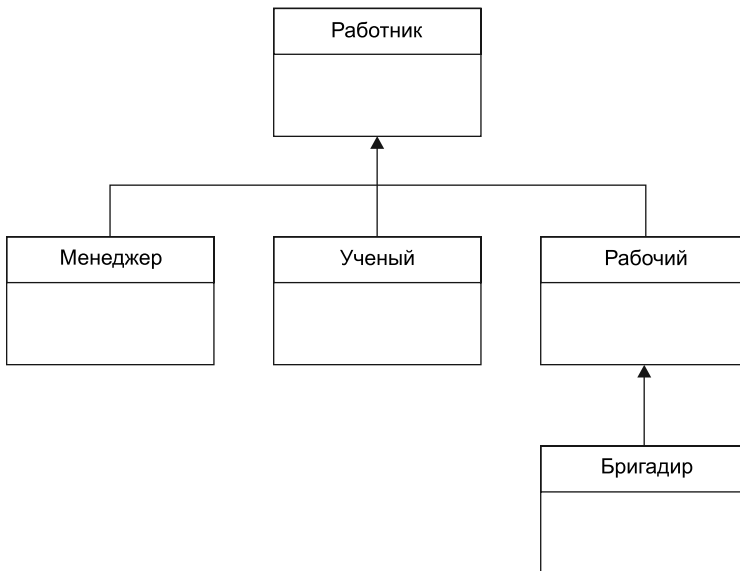 Работник
Менеджер
Ученый
Рабочий
Бригадир